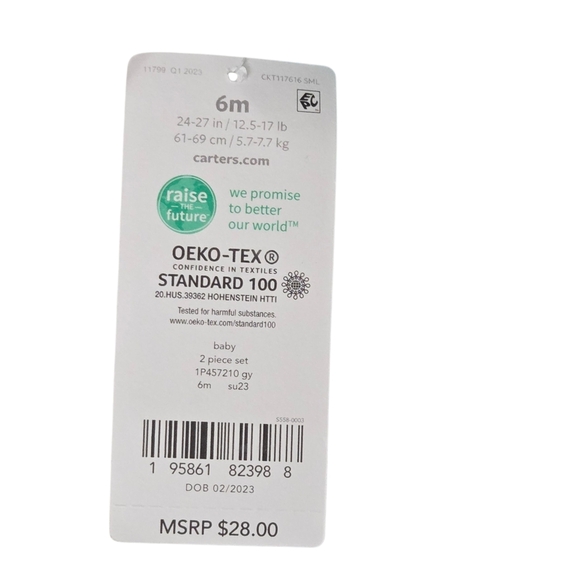 11799 Q1 2023
CKT117616 SML
6m
24-27 in / 12.5-17 lb
61-69 cm / 5.7-7.7 kg
carters.com
raise
THE
future
we promise
to better
our world™
OEKO-TEX®
CONFIDENCE IN TEXTILES
STANDARD 100
20.HUS.39362 HOHENSTEIN HTTI
Tested for harmful substances.
www.oeko-tex.com/standard100
baby
2 piece set
1P457210 gy
6m su23
5558-0003
1 95861 82398 8
DOB 02/2023
MSRP $28.00